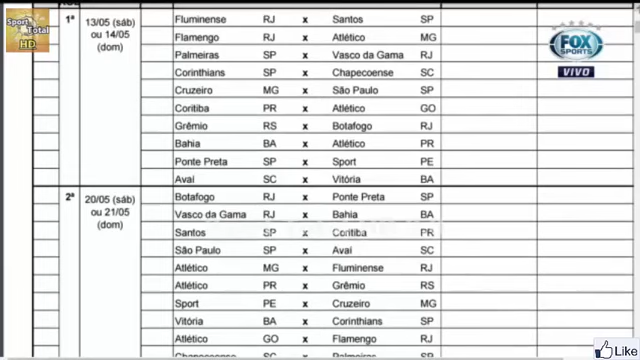 Sport
Total
HD
FOX
SPORTS
VIVO
1ª 13/05 (sáb) ou 14/05 (dom)
Fluminense RJ x Santos SP
Flamengo RJ x Atlético MG
Palmeiras SP x Vasco da Gama RJ
Corinthians SP x Chapecoense SC
Cruzeiro MG x São Paulo SP
Coritiba PR x Atlético GO
Grêmio RS x Botafogo RJ
Bahia BA x Atlético PR
Ponte Preta SP x Sport PE
Avaí SC x Vitória BA
2ª 20/05 (sáb) ou 21/05 (dom)
Botafogo RJ x Ponte Preta SP
Vasco da Gama RJ x Bahia BA
Santos SP x Coritiba PR
São Paulo SP x Avaí SC
Atlético MG x Fluminense RJ
Atlético PR x Grêmio RS
Sport PE x Cruzeiro MG
Vitória BA x Corinthians SP
Atlético GO x Flamengo RJ
Chapecoense SC x Palmeiras SP
Like